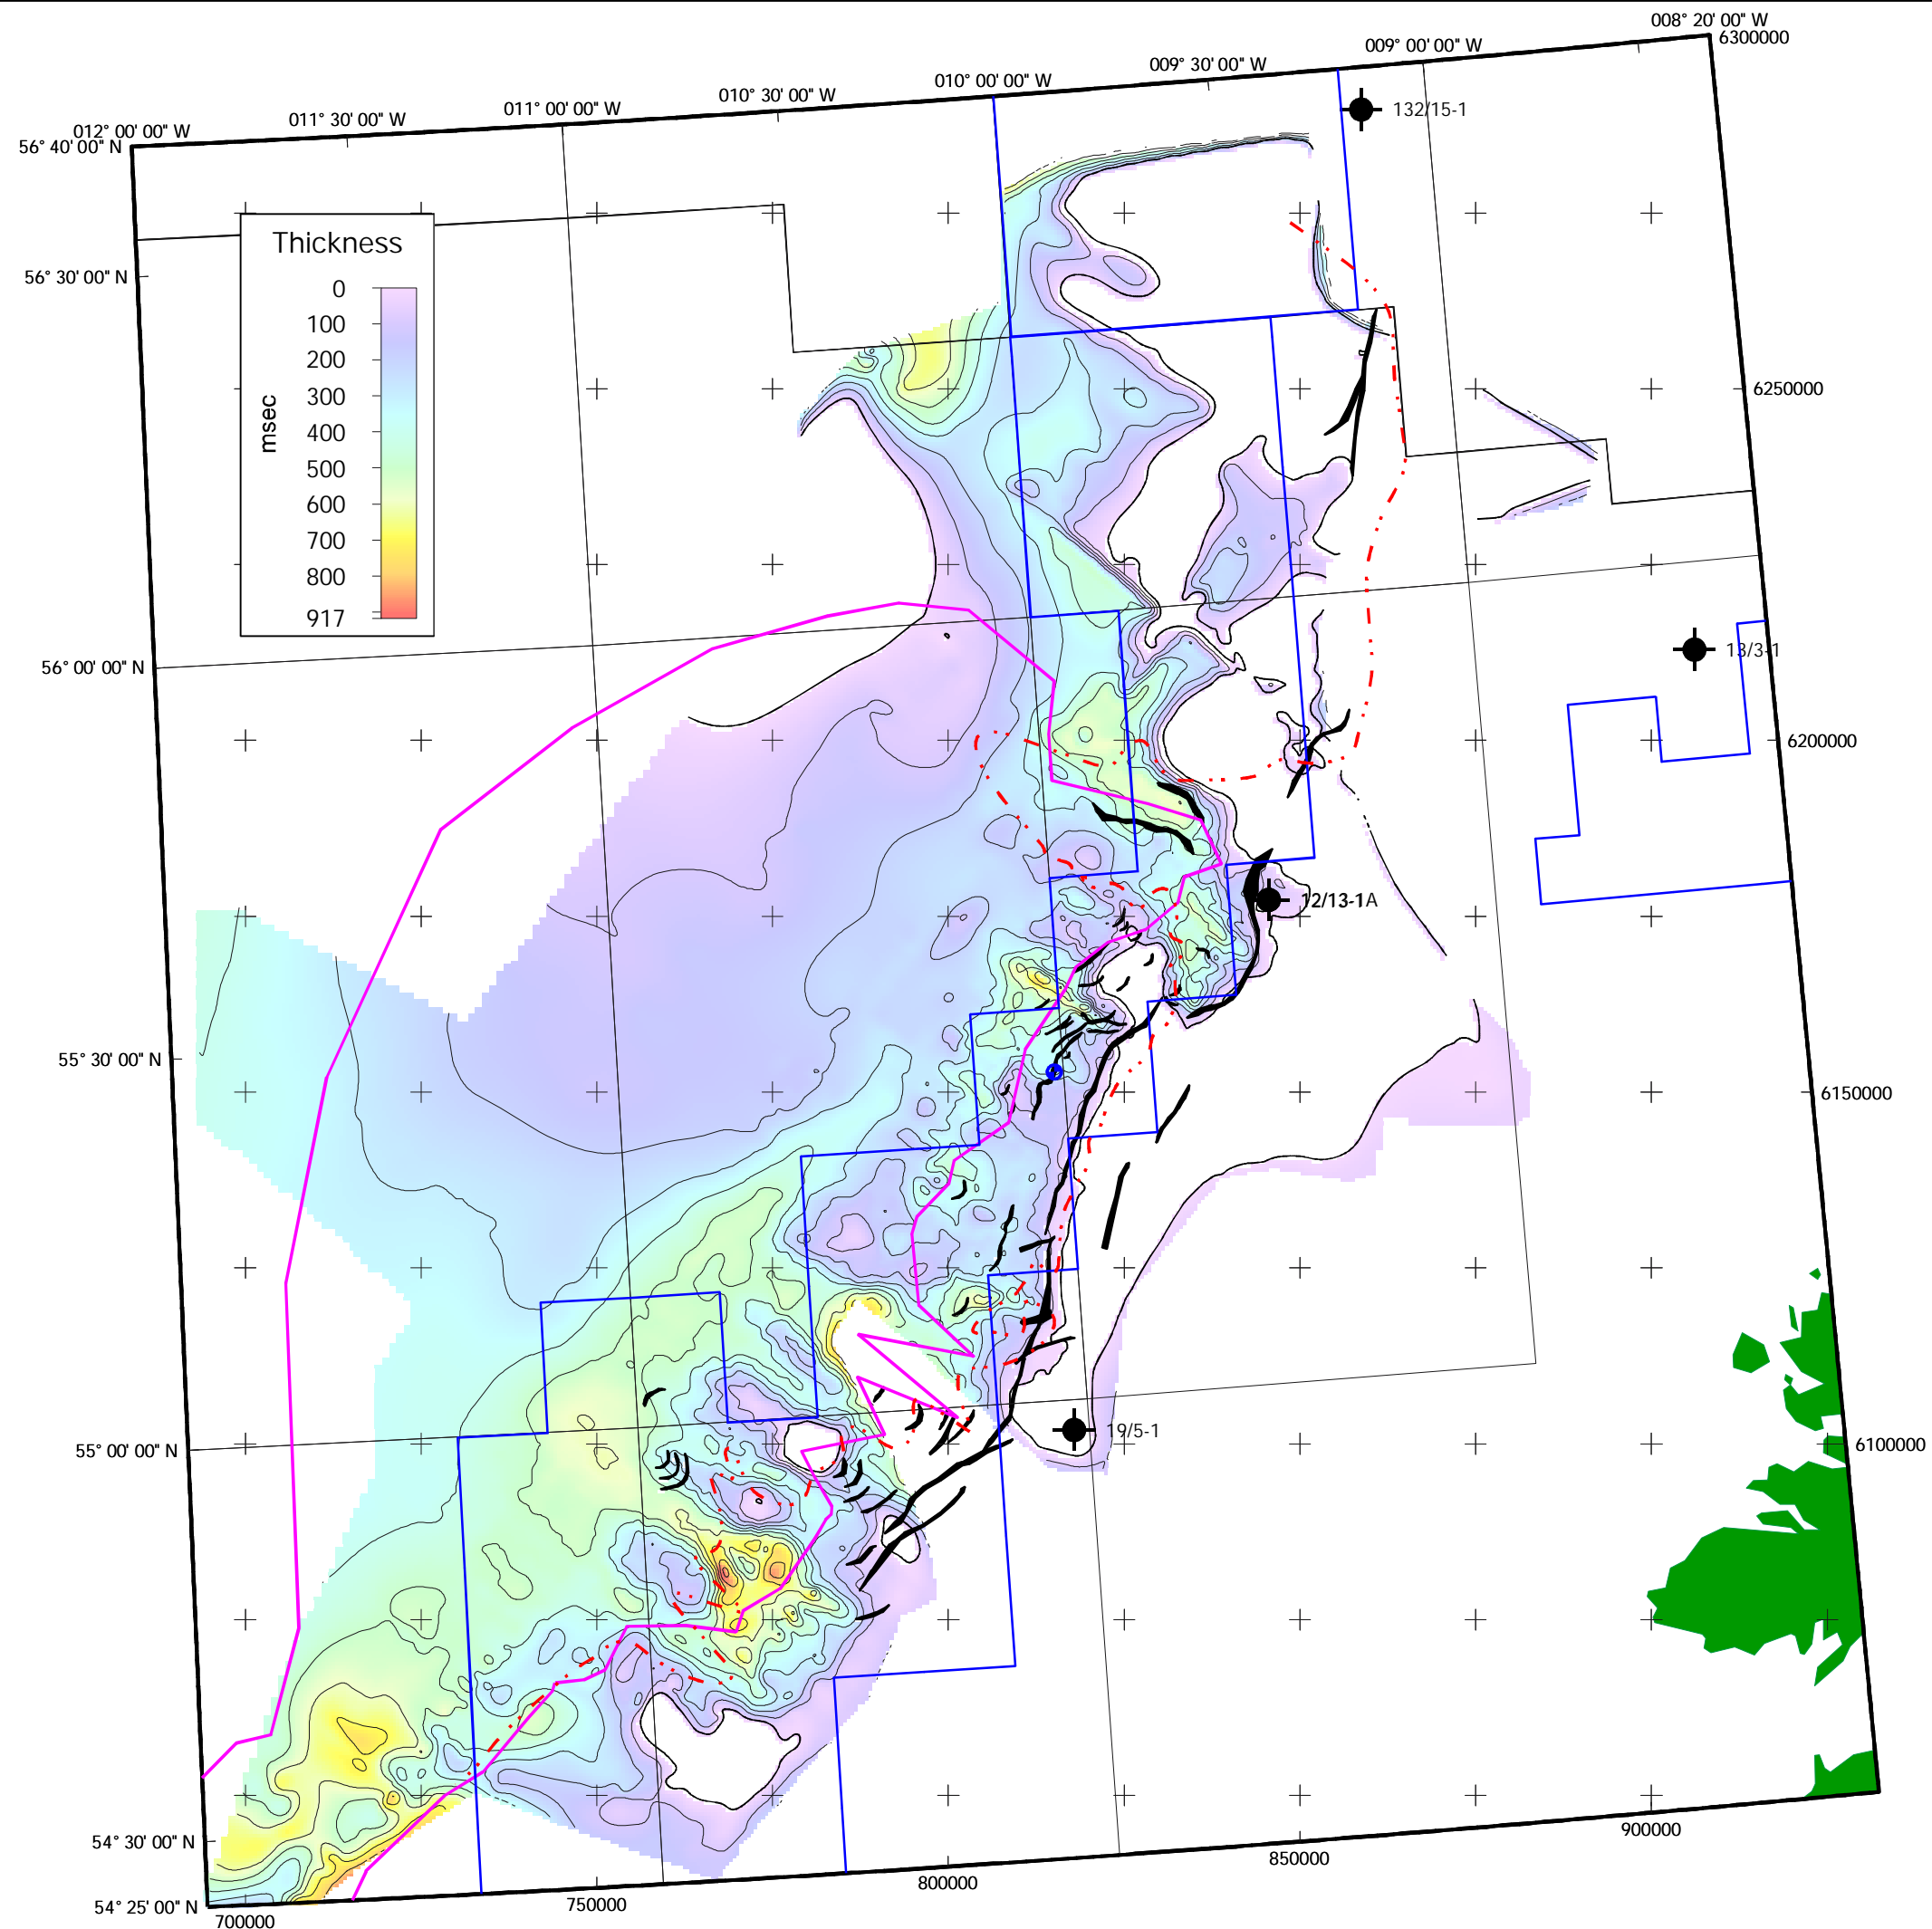 008° 20' 00" W
6300000
009° 00' 00" W
009° 30' 00" W
010° 00' 00" W
010° 30' 00" W
011° 00' 00" W
011° 30' 00" W
012° 00' 00" W
56° 40' 00" N
132/15-1
Thickness
56° 30' 00" N
0
100
200
300
400
500
600
700
800
917
msec
6250000
56° 00' 00" N
13/3-1
6200000
12/13-1A
55° 30' 00" N
6150000
19/5-1
55° 00' 00" N
6100000
54° 30' 00" N
54° 25' 00" N
900000
850000
800000
750000
700000